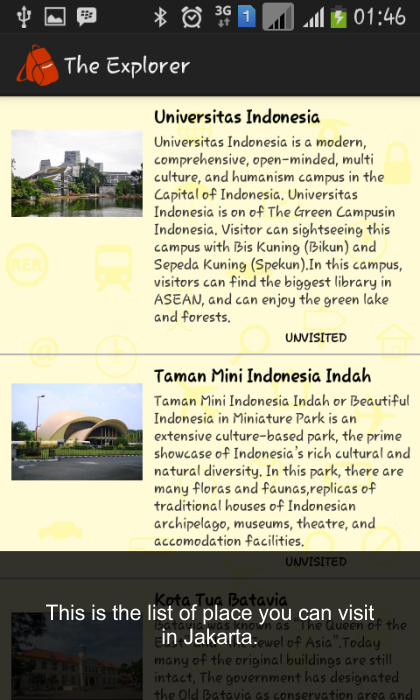 3G
1
01:46
The Explorer
Universitas Indonesia
Universitas Indonesia is a modern,
comprehensive, open-minded, multi
culture, and humanism campus in the
Capital of Indonesia. Universitas
Indonesia is on of The Green Campusin
Indonesia. Visitor can sightseeing this
campus with Bis Kuning (Bikun) and
Sepeda Kuning (Spekun).In this campus,
visitors can find the biggest library in
ASEAN, and can enjoy the green lake
and forests.
UNVISITED
Taman Mini Indonesia Indah
Taman Mini Indonesia Indah or Beautiful
Indonesia in Miniature Park is an
extensive culture-based park, the prime
showcase of Indonesia's rich cultural and
natural diversity. In this park, there are
many floras and faunas,replicas of
traditional houses of Indonesian
archipelago, museums, theatre, and
accomodation facilities.
UNVISITED
Kota Tua Batavia
Batavia was known as "The Queen of the
East" and "The Jewel of Asia".Today
many of the original buildings are still
intact, The government has designated
the Old Batavia as conservation area and
This is the list of place you can visit
in Jakarta.